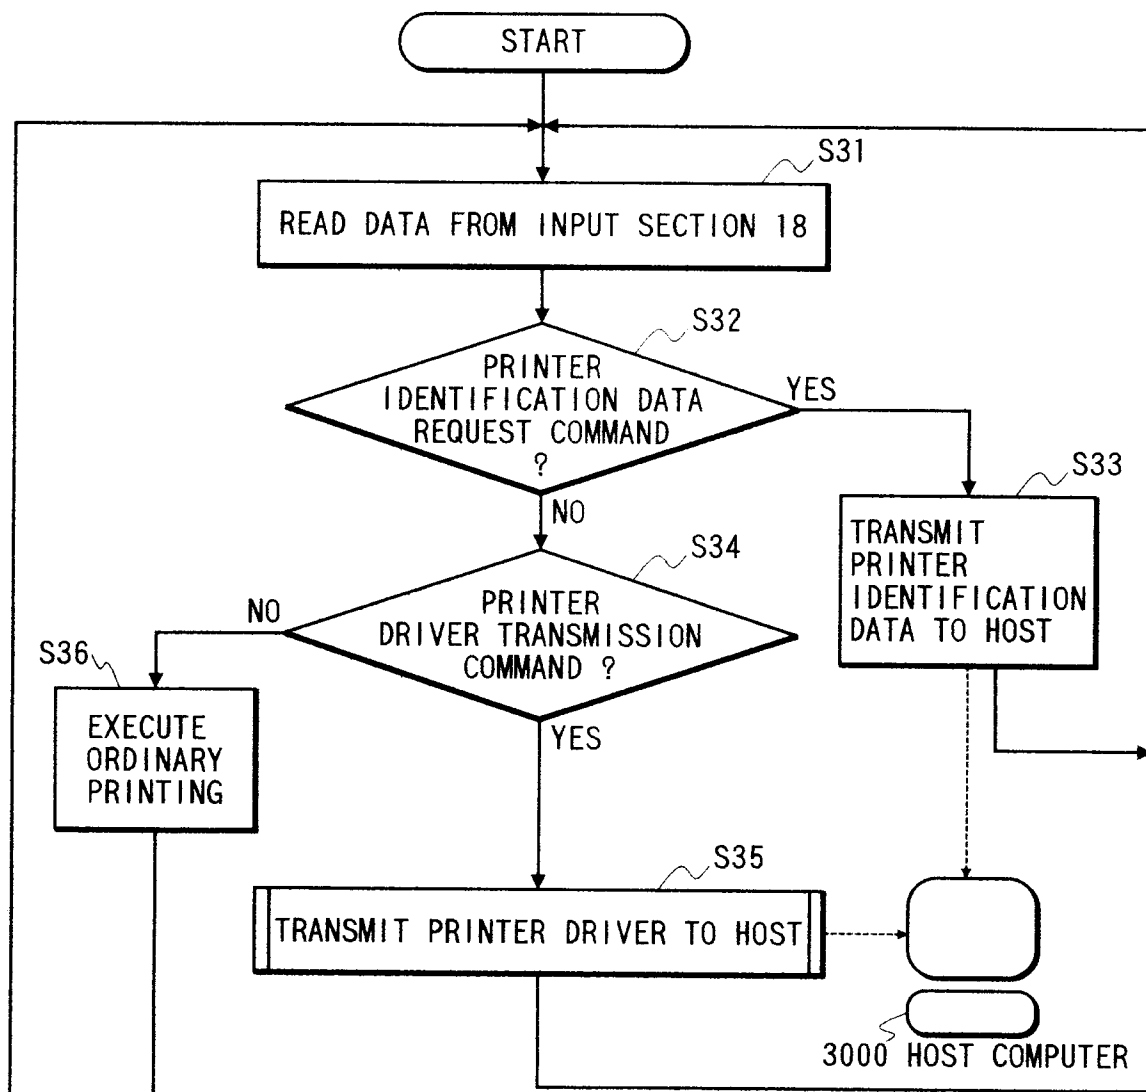 START
S31
READ DATA FROM INPUT SECTION 18
S32
PRINTER
IDENTIFICATION DATA
REQUEST COMMAND
?
YES
NO
S33
TRANSMIT
PRINTER
IDENTIFICATION
DATA TO HOST
S34
PRINTER
DRIVER TRANSMISSION
COMMAND ?
NO
YES
S36
EXECUTE
ORDINARY
PRINTING
S35
TRANSMIT PRINTER DRIVER TO HOST
3000 HOST COMPUTER